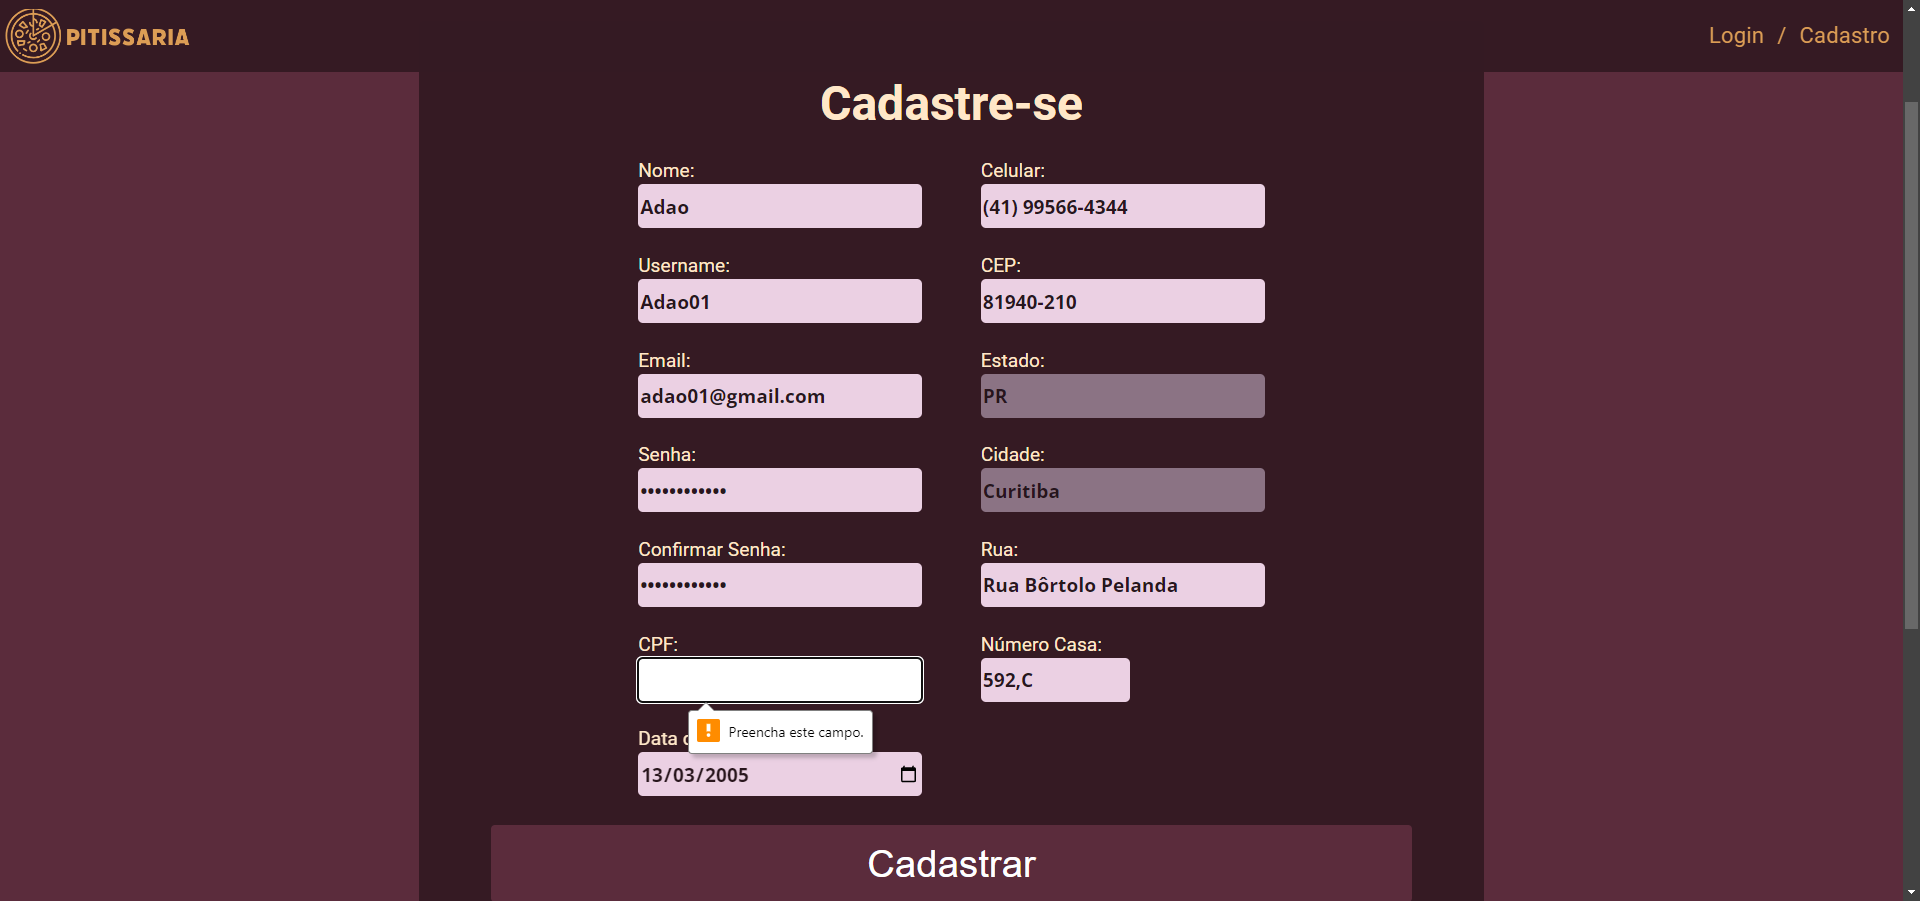 PITISSARIA
Login / Cadastro
Cadastre-se
Nome:
Adao
Username:
Adao01
Email:
adao01@gmail.com
Senha:
••••••••••••
Confirmar Senha:
••••••••••••
CPF:
Preencha este campo.
Data
13/03/2005
Celular:
(41) 99566-4344
CEP:
81940-210
Estado:
PR
Cidade:
Curitiba
Rua:
Rua Bôrtolo Pelanda
Número Casa:
592,C
Cadastrar